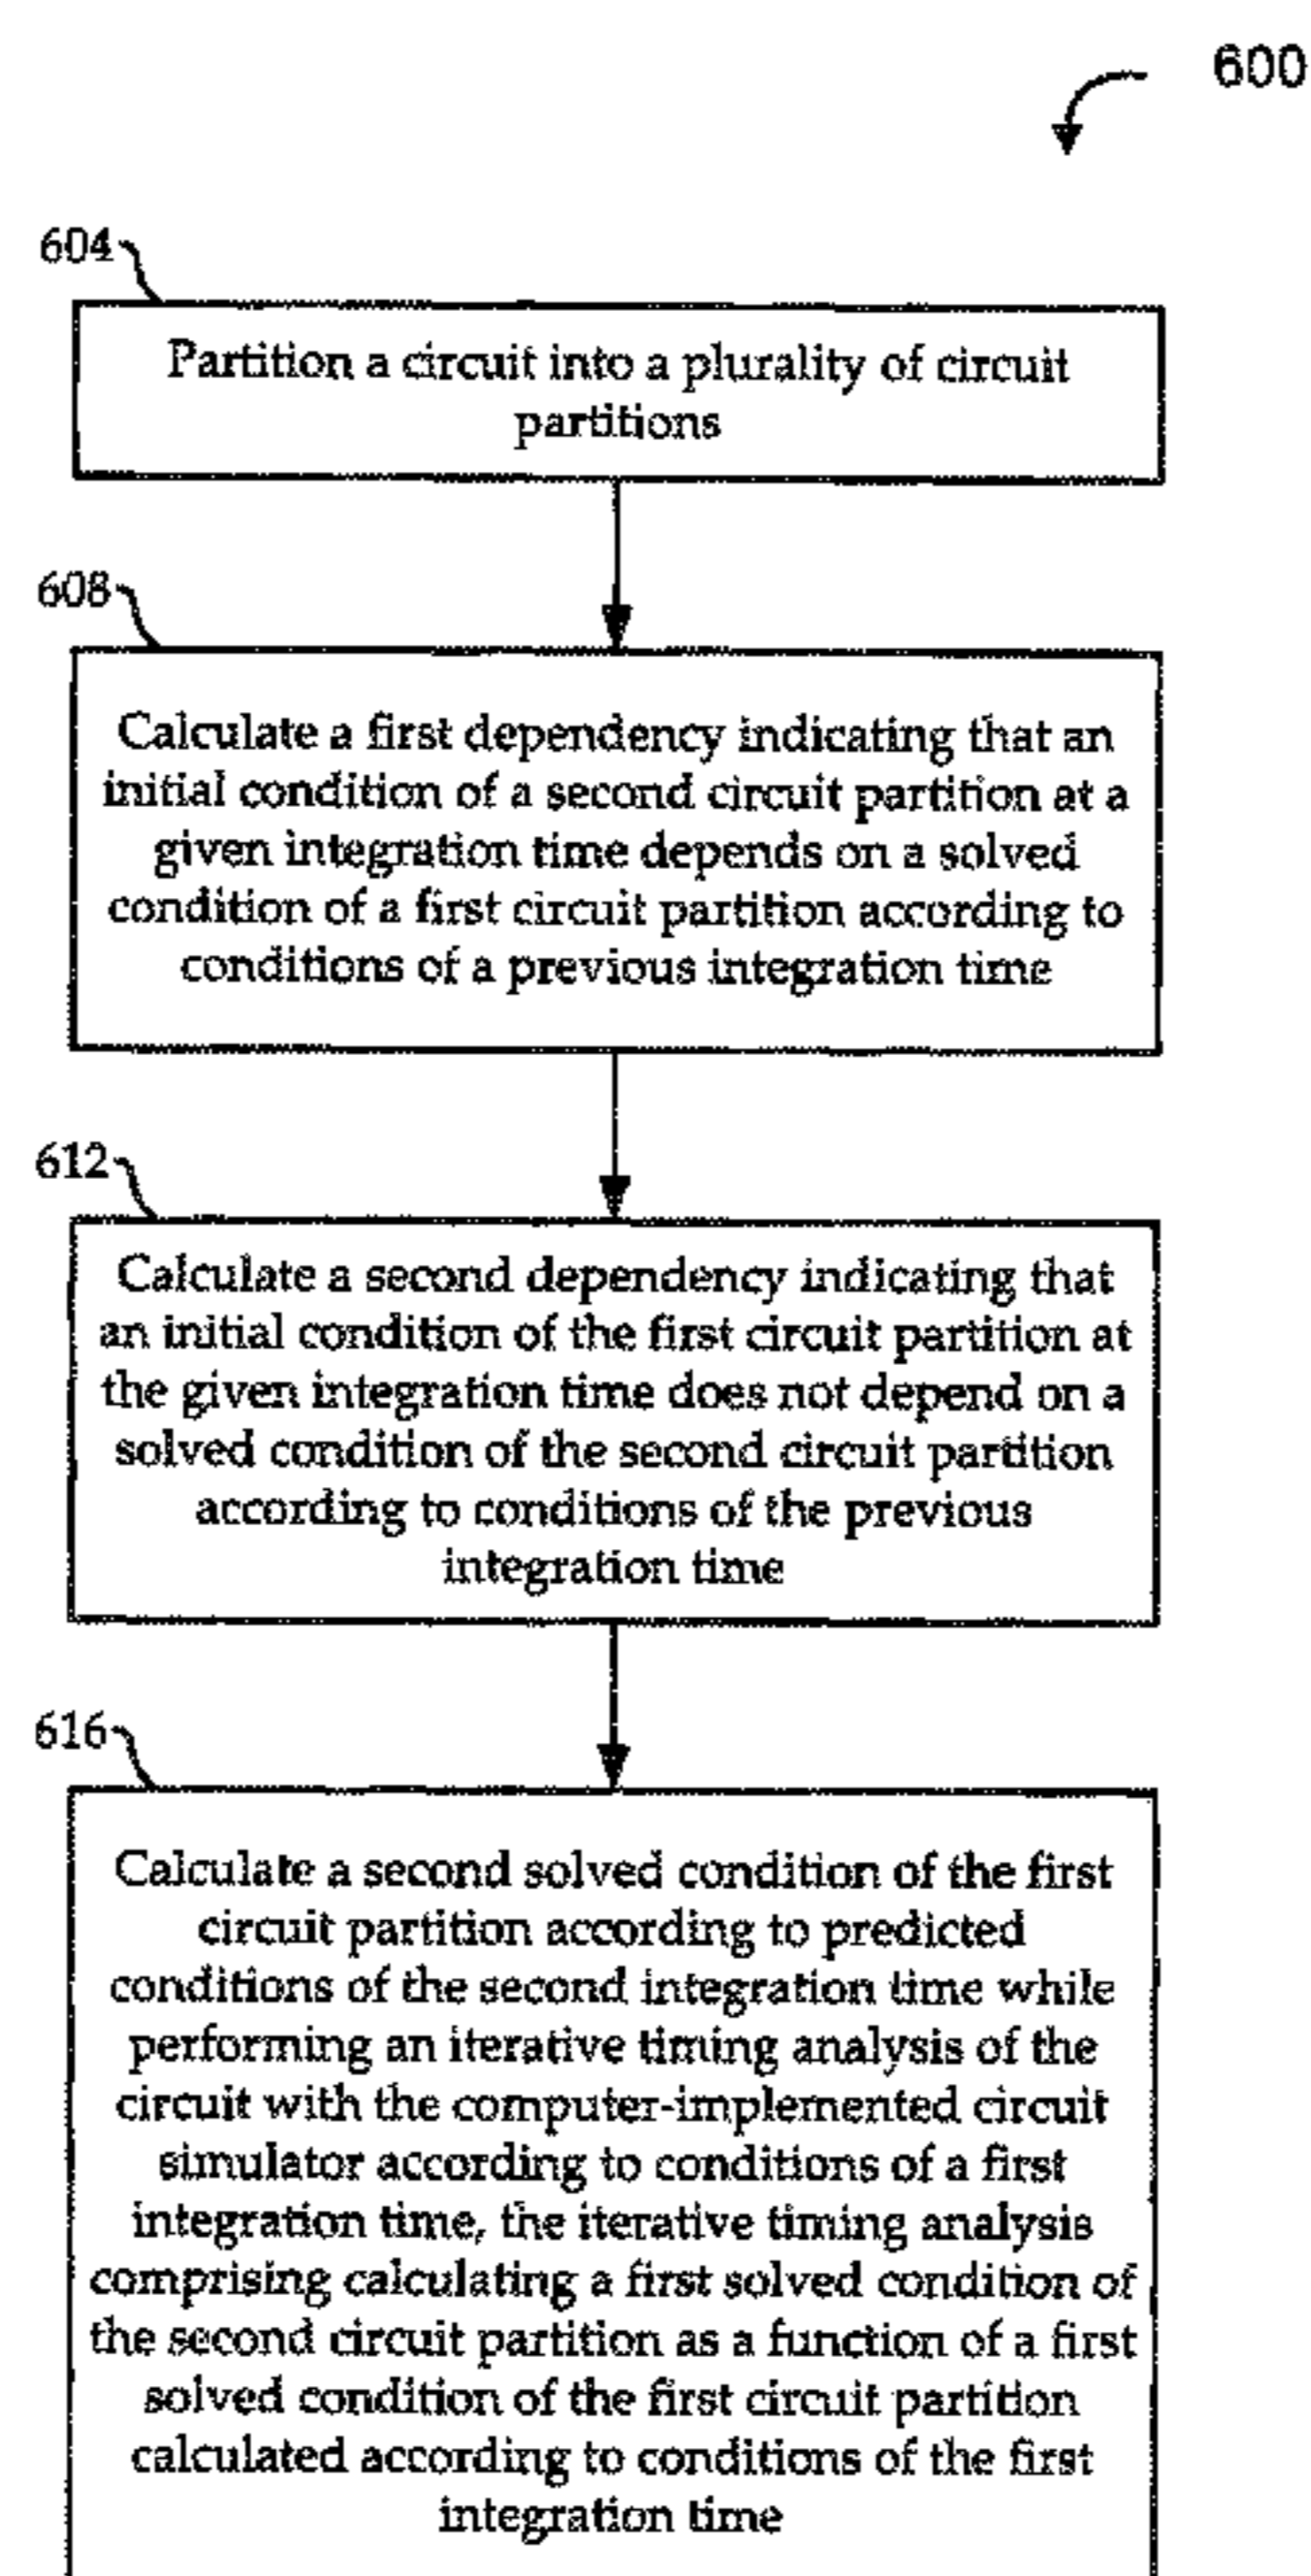 600
604
Partition a circuit into a plurality of circuit
partitions
608
Calculate a first dependency indicating that an
initial condition of a second circuit partition at a
given integration time depends on a solved
condition of a first circuit partition according to
conditions of a previous integration time
612
Calculate a second dependency indicating that
an initial condition of the first circuit partition at
the given integration time does not depend on a
solved condition of the second circuit partition
according to conditions of the previous
integration time
616
Calculate a second solved condition of the first
circuit partition according to predicted
conditions of the second integration time while
performing an iterative timing analysis of the
circuit with the computer-implemented circuit
simulator according to conditions of a first
integration time, the iterative timing analysis
comprising calculating a first solved condition of
the second circuit partition as a function of a first
solved condition of the first circuit partition
calculated according to conditions of the first
integration time